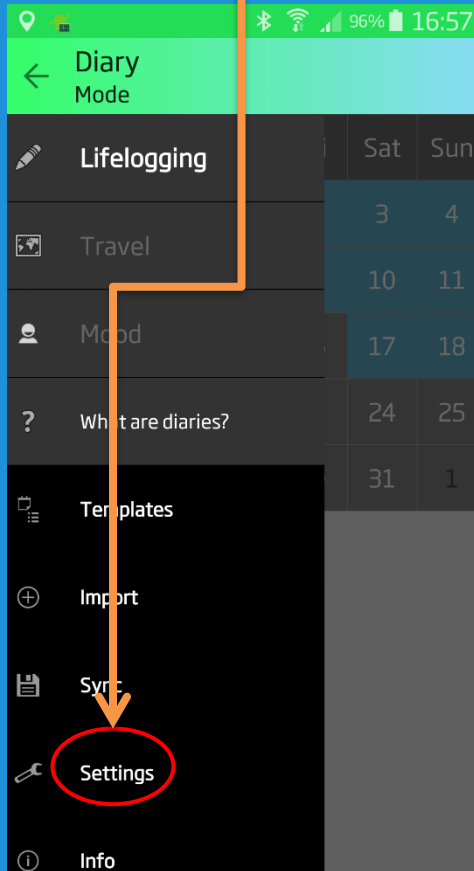 96% 16:57
Diary
Mode
Lifelogging
Sat Sun
3 4
Travel
10 11
Mood
17 18
What are diaries?
24 25
31 1
Templates
Import
Sync
Settings
Info